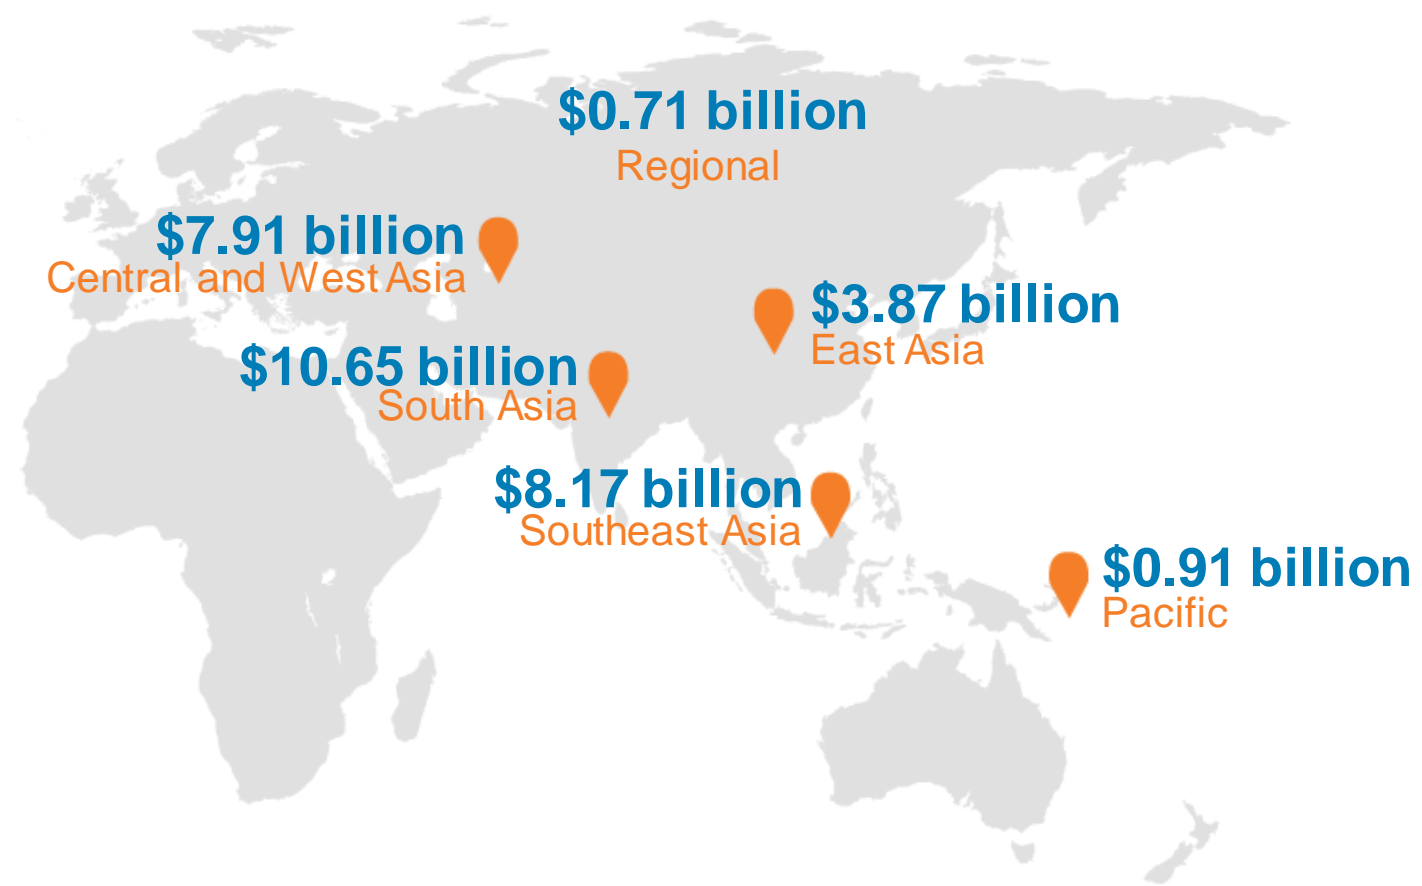 $0.71 billion
Regional
$7.91 billion
Central and West Asia
$3.87 billion
East Asia
$10.65 billion
South Asia
$8.17 billion
Southeast Asia
$0.91 billion
Pacific